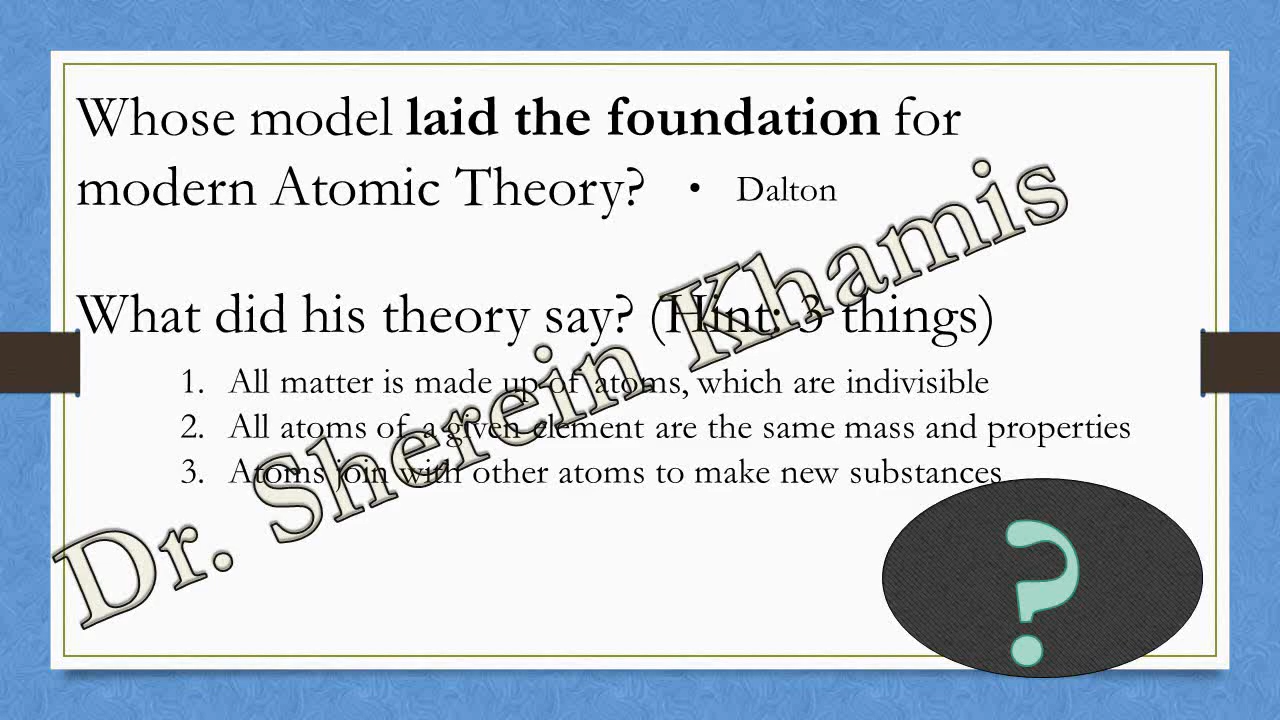 Whose model laid the foundation for
modern Atomic Theory? • Dalton
What did his theory say? (Hint: 3 things)
1. All matter is made up of atoms, which are indivisible
2. All atoms of a given element are the same mass and properties
3. Atoms join with other atoms to make new substances
Dr. Sherein Khamis
?